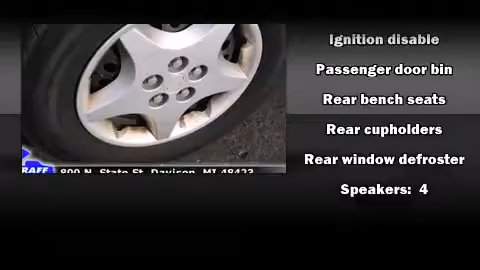 Ignition disable
Passenger door bin
Rear bench seats
Rear cupholders
Rear window defroster
Speakers: 4
RAFF
800 N. State St. Davison, MI 48423